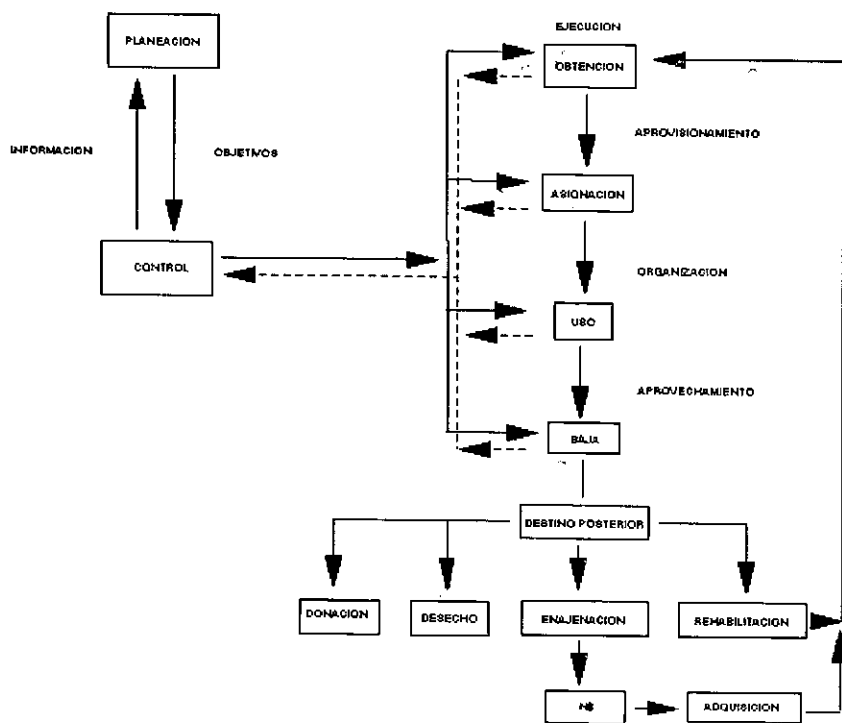 EJECUCION
PLANEACION
OBTENCION
INFORMACION
OBJETIVOS
APROVISIONAMIENTO
ASIGNACION
CONTROL
ORGANIZACION
USO
APROVECHAMIENTO
BAJA
DESTINO POSTERIOR
DONACION
DESECHO
ENAJENACION
REHABILITACION
N$
ADQUISICION